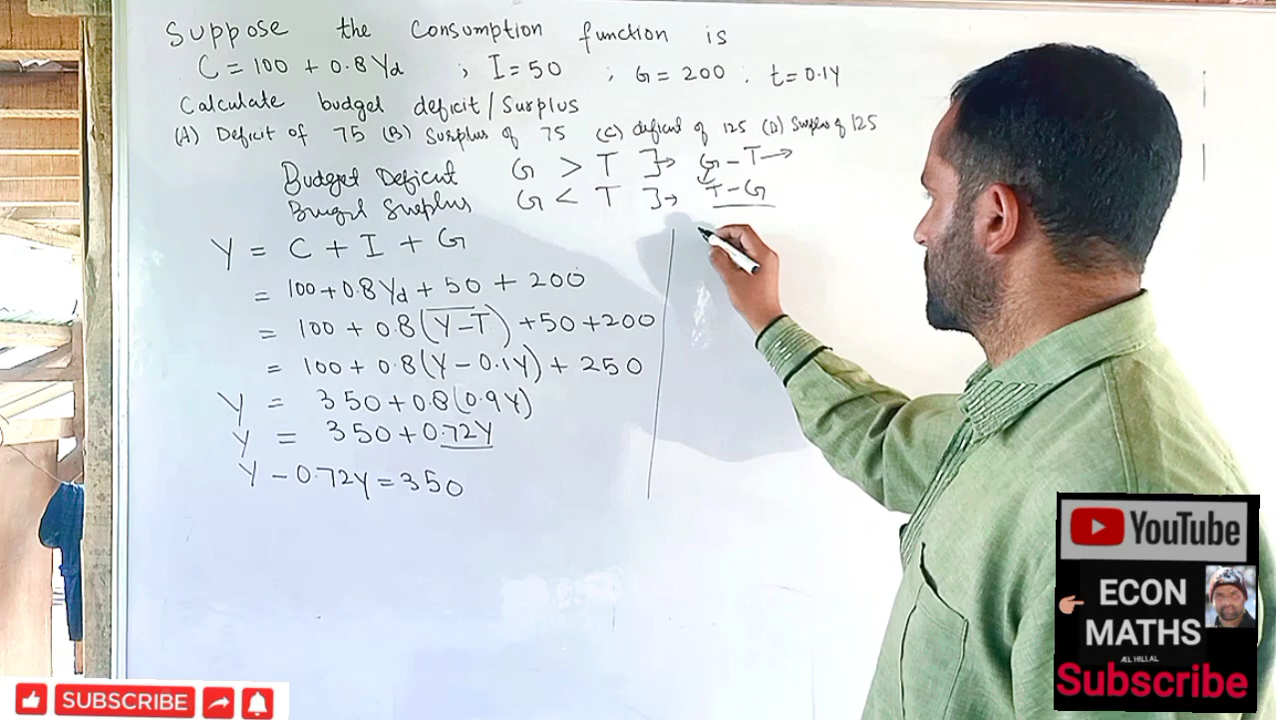 Suppose the Consumption function is
C = 100 + 0.8 Yd ; I = 50 ; G = 200 . t = 0.1Y
Calculate budget deficit / Surplus
(A) Deficit of 75 (B) Surplus of 75 (C) deficit of 125 (D) Surplus of 125
Budget Deficit G > T ]→ G - T →
Budget Surplus G < T ]→ T - G
Y = C + I + G
= 100 + 0.8 Yd + 50 + 200
= 100 + 0.8 (Y - T) + 50 + 200
= 100 + 0.8 (Y - 0.1Y) + 250
Y = 350 + 0.8 (0.9Y)
Y = 350 + 0.72Y
Y - 0.72Y = 350
YouTube
ECON
MATHS
ÆL HILLAL
Subscribe
SUBSCRIBE